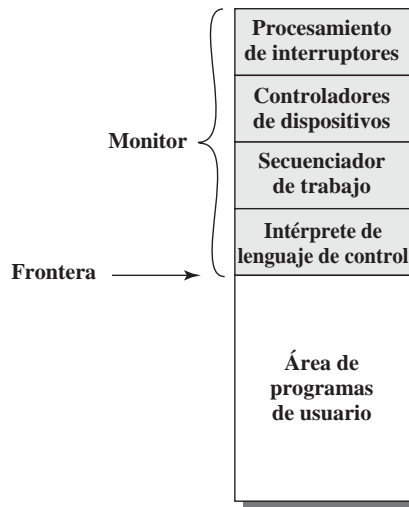 Procesamiento
de interruptores
Controladores
de dispositivos
Monitor
Secuenciador
de trabajo
Intérprete de
lenguaje de control
Frontera
Área de
programas
de usuario